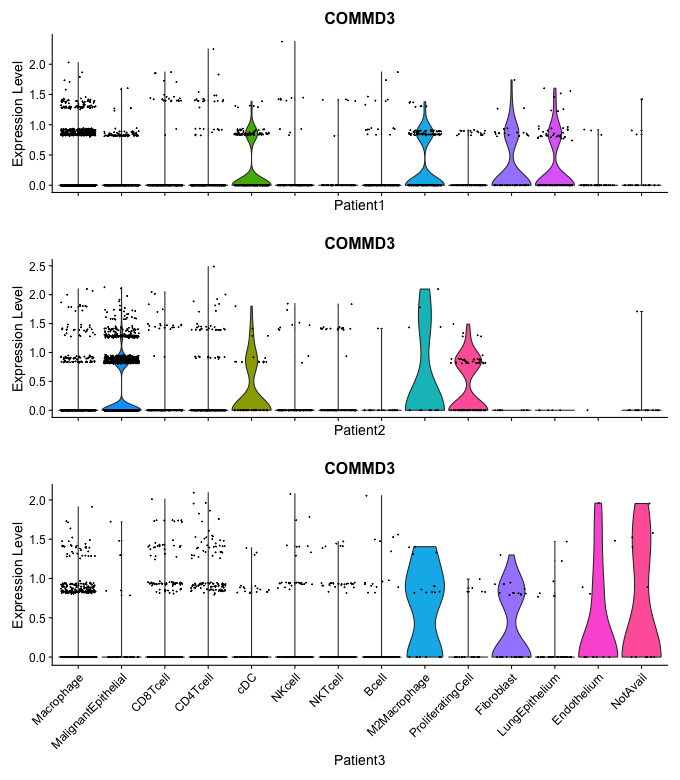 COMMD3
Expression Level
2.0
1.5
1.0
0.5
0.0
Patient1
COMMD3
Expression Level
2.5
2.0
1.5
1.0
0.5
0.0
Patient2
COMMD3
Expression Level
2.0
1.5
1.0
0.5
0.0
Macrophage
MalignantEpithelial
CD8Tcell
CD4Tcell
cDC
NKcell
NKTcell
Bcell
M2Macrophage
ProliferatingCell
Fibroblast
LungEpithelium
Endothelium
NotAvail
Patient3